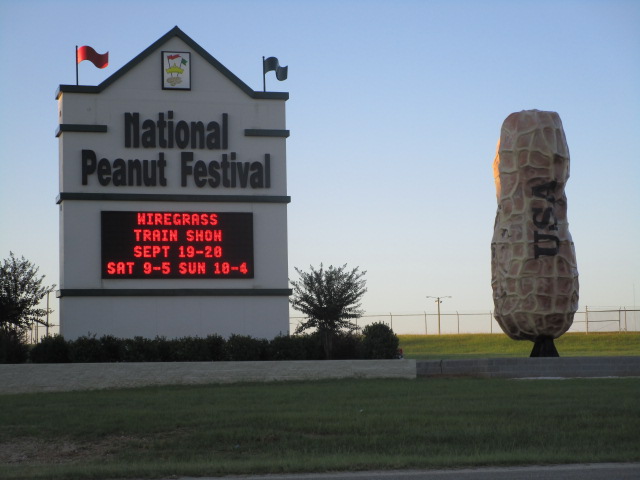 National
Peanut Festival
WIREGRASS
TRAIN SHOW
SEPT 19-20
SAT 9-5 SUN 10-4
USA